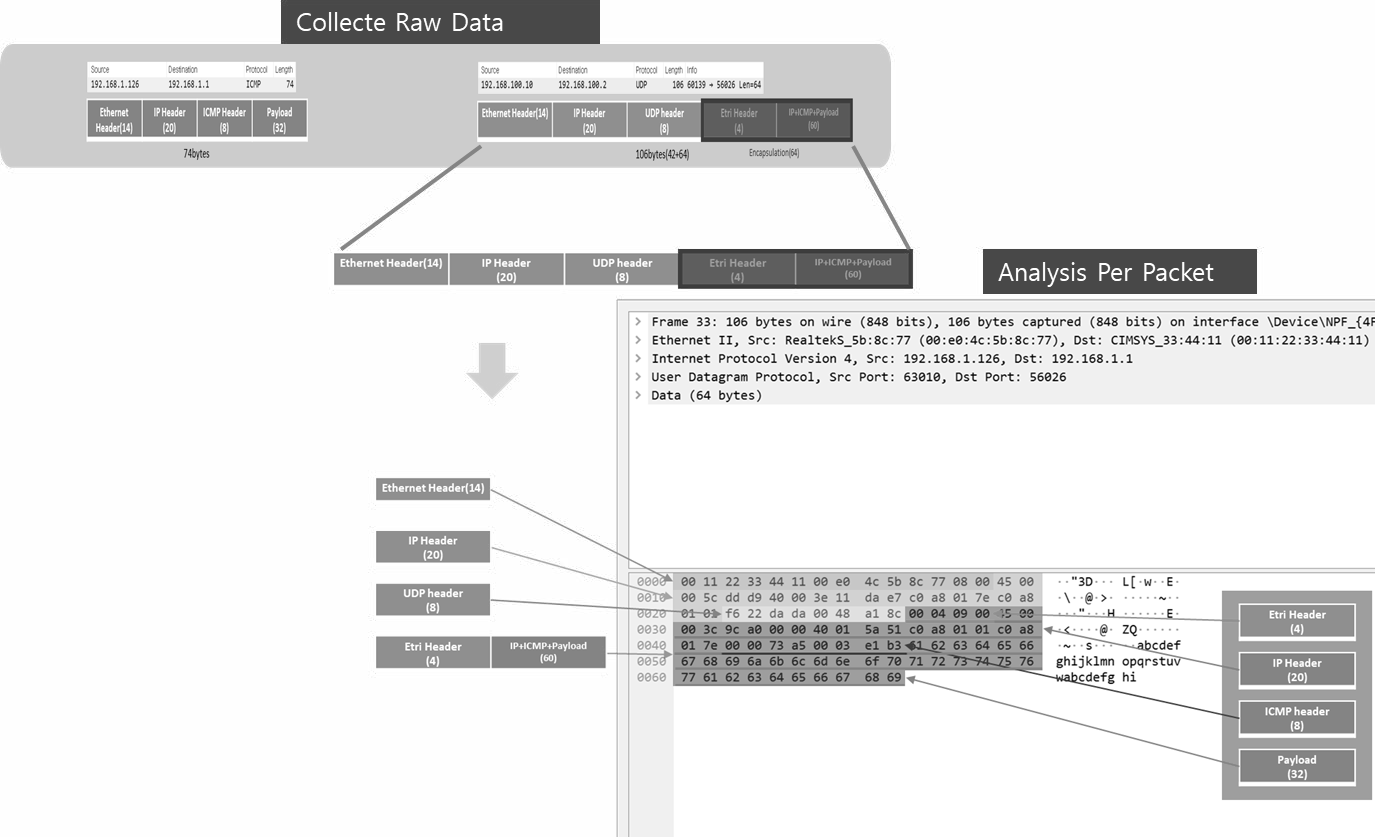 Collecte Raw Data
Source Destination Protocol Length
192.168.1.126 192.168.1.1 ICMP 74
Ethernet Header(14)
IP Header (20)
ICMP Header (8)
Payload (32)
74bytes
Source Destination Protocol Length Info
192.168.100.10 192.168.100.2 UDP 106 60139 → 56026 Len=64
Ethernet Header(14)
IP Header (20)
UDP header (8)
Etri Header (4)
IP+ICMP+Payload (60)
106bytes(42+64)
Encapsulation(64)
Ethernet Header(14)
IP Header (20)
UDP header (8)
Etri Header (4)
IP+ICMP+Payload (60)
Analysis Per Packet
> Frame 33: 106 bytes on wire (848 bits), 106 bytes captured (848 bits) on interface \Device\NPF_{4F
> Ethernet II, Src: RealtekS_5b:8c:77 (00:e0:4c:5b:8c:77), Dst: CIMSYS_33:44:11 (00:11:22:33:44:11)
> Internet Protocol Version 4, Src: 192.168.1.126, Dst: 192.168.1.1
> User Datagram Protocol, Src Port: 63010, Dst Port: 56026
> Data (64 bytes)
Ethernet Header(14)
IP Header
(20)
UDP header
(8)
Etri Header
(4)
IP+ICMP+Payload
(60)
0000 00 11 22 33 44 11 00 e0 4c 5b 8c 77 08 00 45 00 ··"3D··· L[·w··E·
0010 00 5c dd d9 40 00 3e 11 da e7 c0 a8 01 7e c0 a8 ·\··@·>· ·····~··
0020 01 01 f6 22 da da 00 48 a1 8c 00 04 09 00 45 00 ···"···H ······E·
0030 00 3c 9c a0 00 00 40 01 5a 51 c0 a8 01 01 c0 a8 ·<····@· ZQ······
0040 01 7e 00 00 73 a5 00 03 e1 b3 61 62 63 64 65 66 ·~··s··· ··abcdef
0050 67 68 69 6a 6b 6c 6d 6e 6f 70 71 72 73 74 75 76 ghijklmn opqrstuv
0060 77 61 62 63 64 65 66 67 68 69 wabcdefg hi
Etri Header
(4)
IP Header
(20)
ICMP header
(8)
Payload
(32)